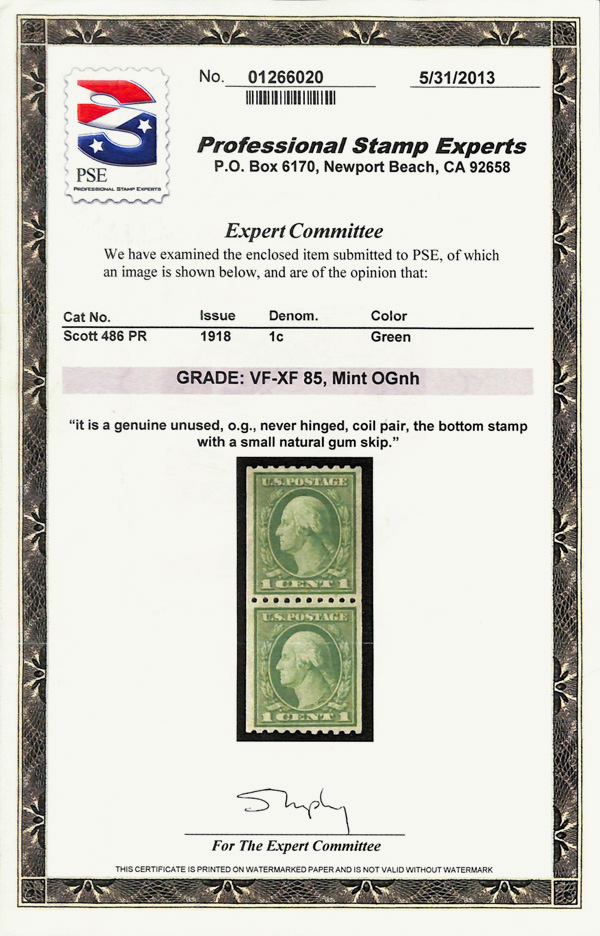 No. 01266020 5/31/2013
PSE
PROFESSIONAL STAMP EXPERTS
Professional Stamp Experts
P.O. Box 6170, Newport Beach, CA 92658
Expert Committee
We have examined the enclosed item submitted to PSE, of which
an image is shown below, and are of the opinion that:
Cat No. Issue Denom. Color
Scott 486 PR 1918 1c Green
GRADE: VF-XF 85, Mint OGnh
“it is a genuine unused, o.g., never hinged, coil pair, the bottom stamp
with a small natural gum skip.”
U.S. POSTAGE
1 CENT 1
U.S. POSTAGE
1 CENT 1
For The Expert Committee
THIS CERTIFICATE IS PRINTED ON WATERMARKED PAPER AND IS NOT VALID WITHOUT WATERMARK